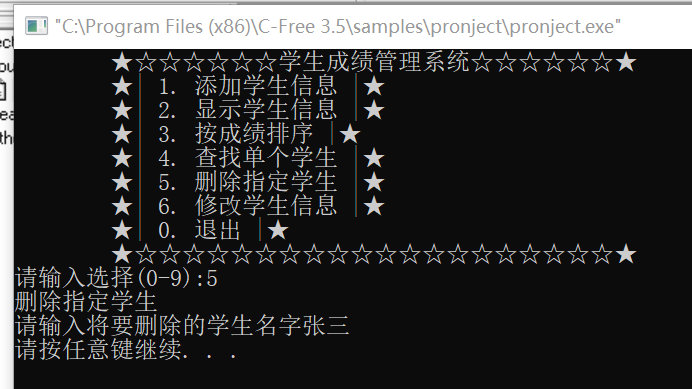 "C:\Program Files (x86)\C-Free 3.5\samples\pronject\pronject.exe"
★☆☆☆☆☆☆学生成绩管理系统☆☆☆☆☆☆★
★| 1. 添加学生信息 |★
★| 2. 显示学生信息 |★
★| 3. 按成绩排序 |★
★| 4. 查找单个学生 |★
★| 5. 删除指定学生 |★
★| 6. 修改学生信息 |★
★| 0. 退出 |★
★☆☆☆☆☆☆☆☆☆☆☆☆☆☆☆☆☆☆☆☆★
请输入选择(0-9):5
删除指定学生
请输入将要删除的学生名字张三
请按任意键继续. . .